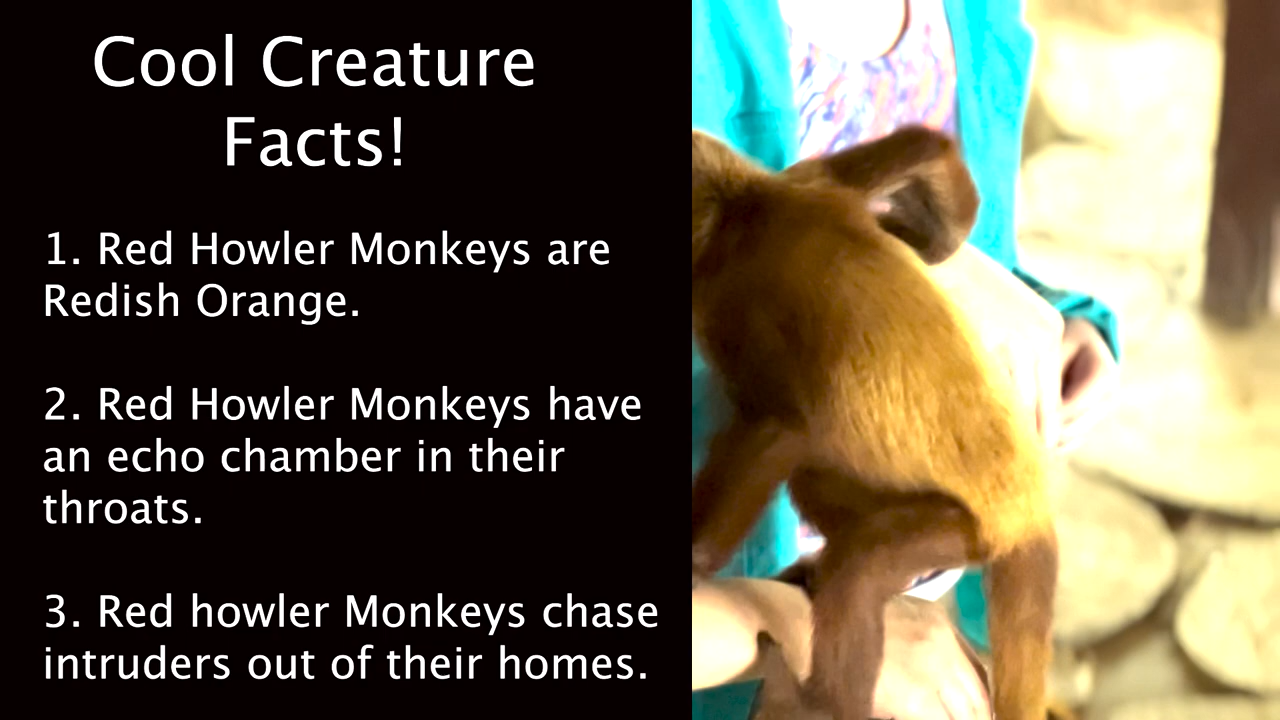 Cool Creature
Facts!
1. Red Howler Monkeys are
Redish Orange.
2. Red Howler Monkeys have
an echo chamber in their
throats.
3. Red howler Monkeys chase
intruders out of their homes.